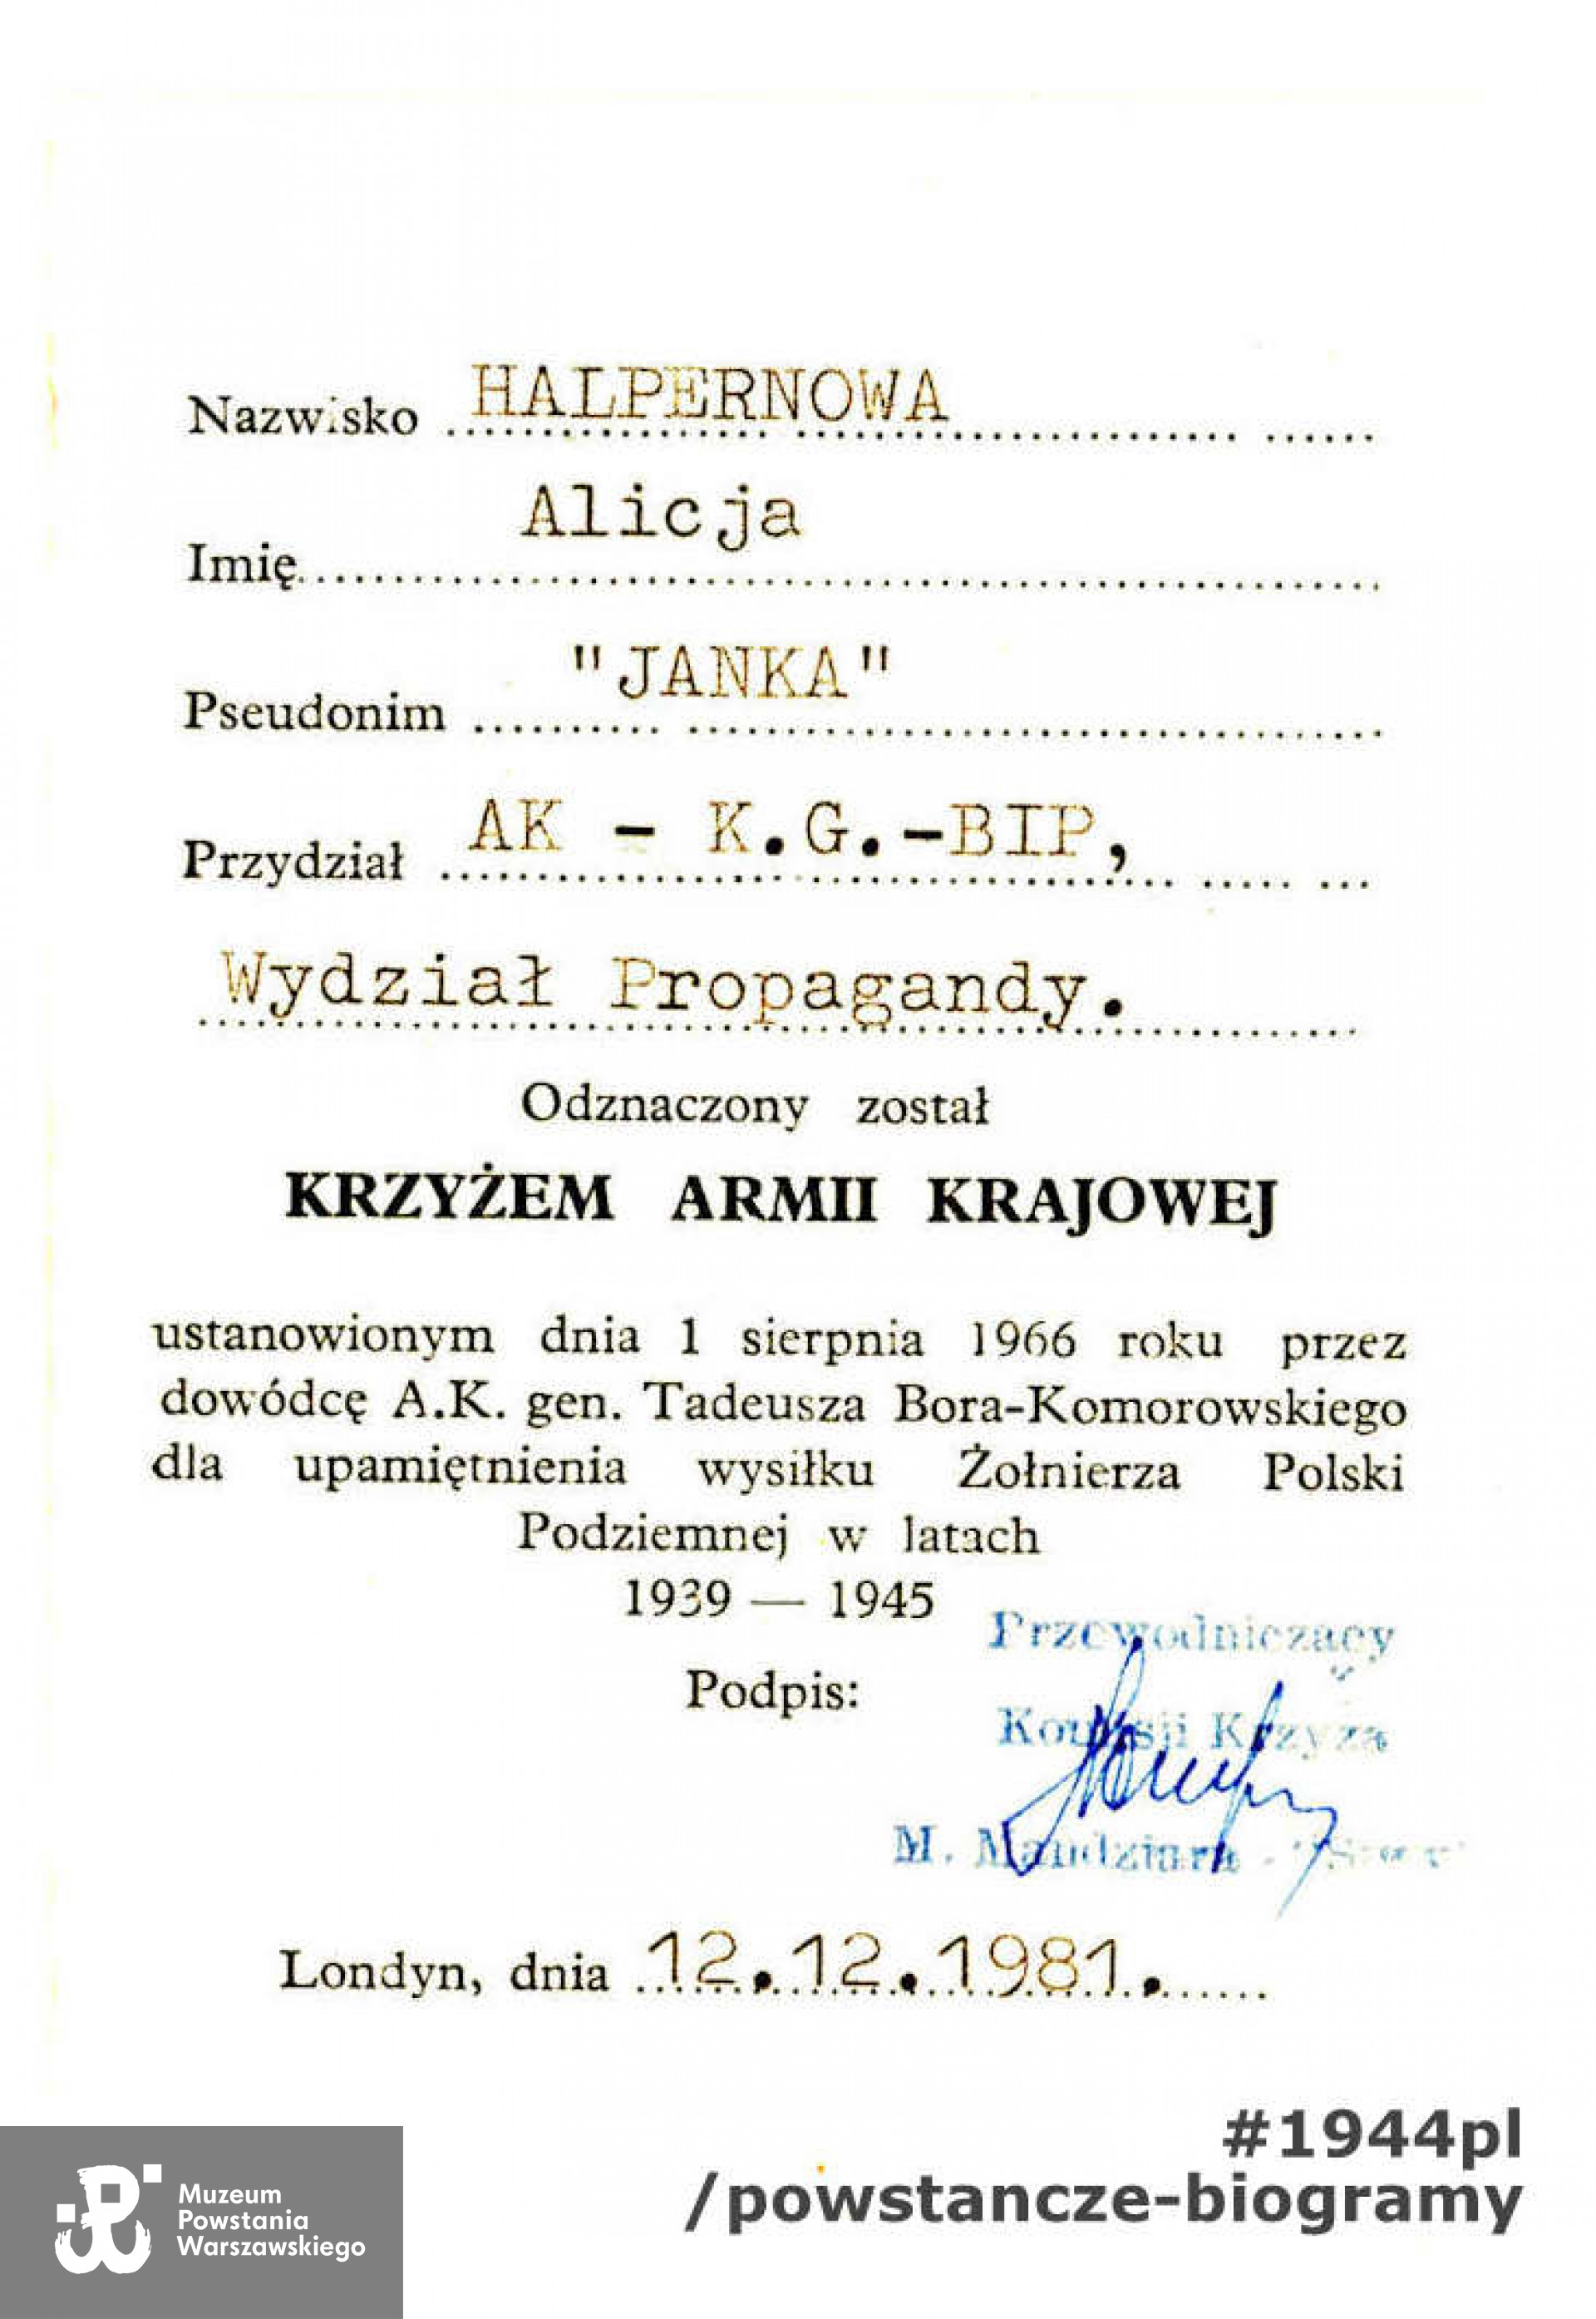 Nazwisko HALPERNOWA
Imię Alicja
Pseudonim "JANKA"
Przydział AK - K.G.-BIP,
Wydział Propagandy.
Odznaczony został
KRZYŻEM ARMII KRAJOWEJ
ustanowionym dnia 1 sierpnia 1966 roku przez
dowódcę A.K. gen. Tadeusza Bora-Komorowskiego
dla upamiętnienia wysiłku Żołnierza Polski
Podziemnej w latach
1939 — 1945
Przewodniczący
Podpis:
Komisji Krzyża
M. Mandziara
Londyn, dnia 12.12.1981.
#1944pl
/powstancze-biogramy
Muzeum
Powstania
Warszawskiego